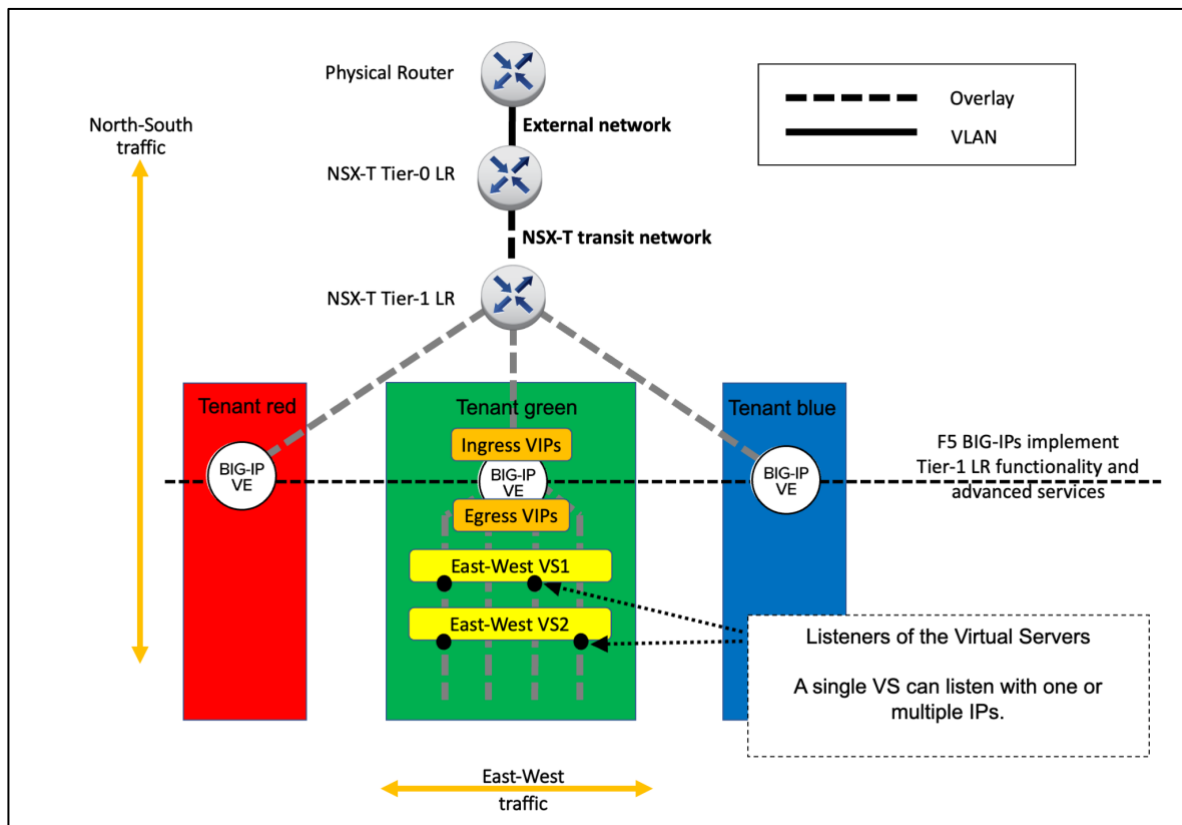 Physical Router
External network
Overlay
VLAN
North-South
traffic
NSX-T Tier-0 LR
NSX-T transit network
NSX-T Tier-1 LR
Tenant red
Tenant green
Tenant blue
Ingress VIPs
BIG-IP
VE
BIG-IP
VE
BIG-IP
VE
Egress VIPs
F5 BIG-IPs implement
Tier-1 LR functionality and
advanced services
East-West VS1
East-West VS2
Listeners of the Virtual Servers
A single VS can listen with one or
multiple IPs.
East-West
traffic